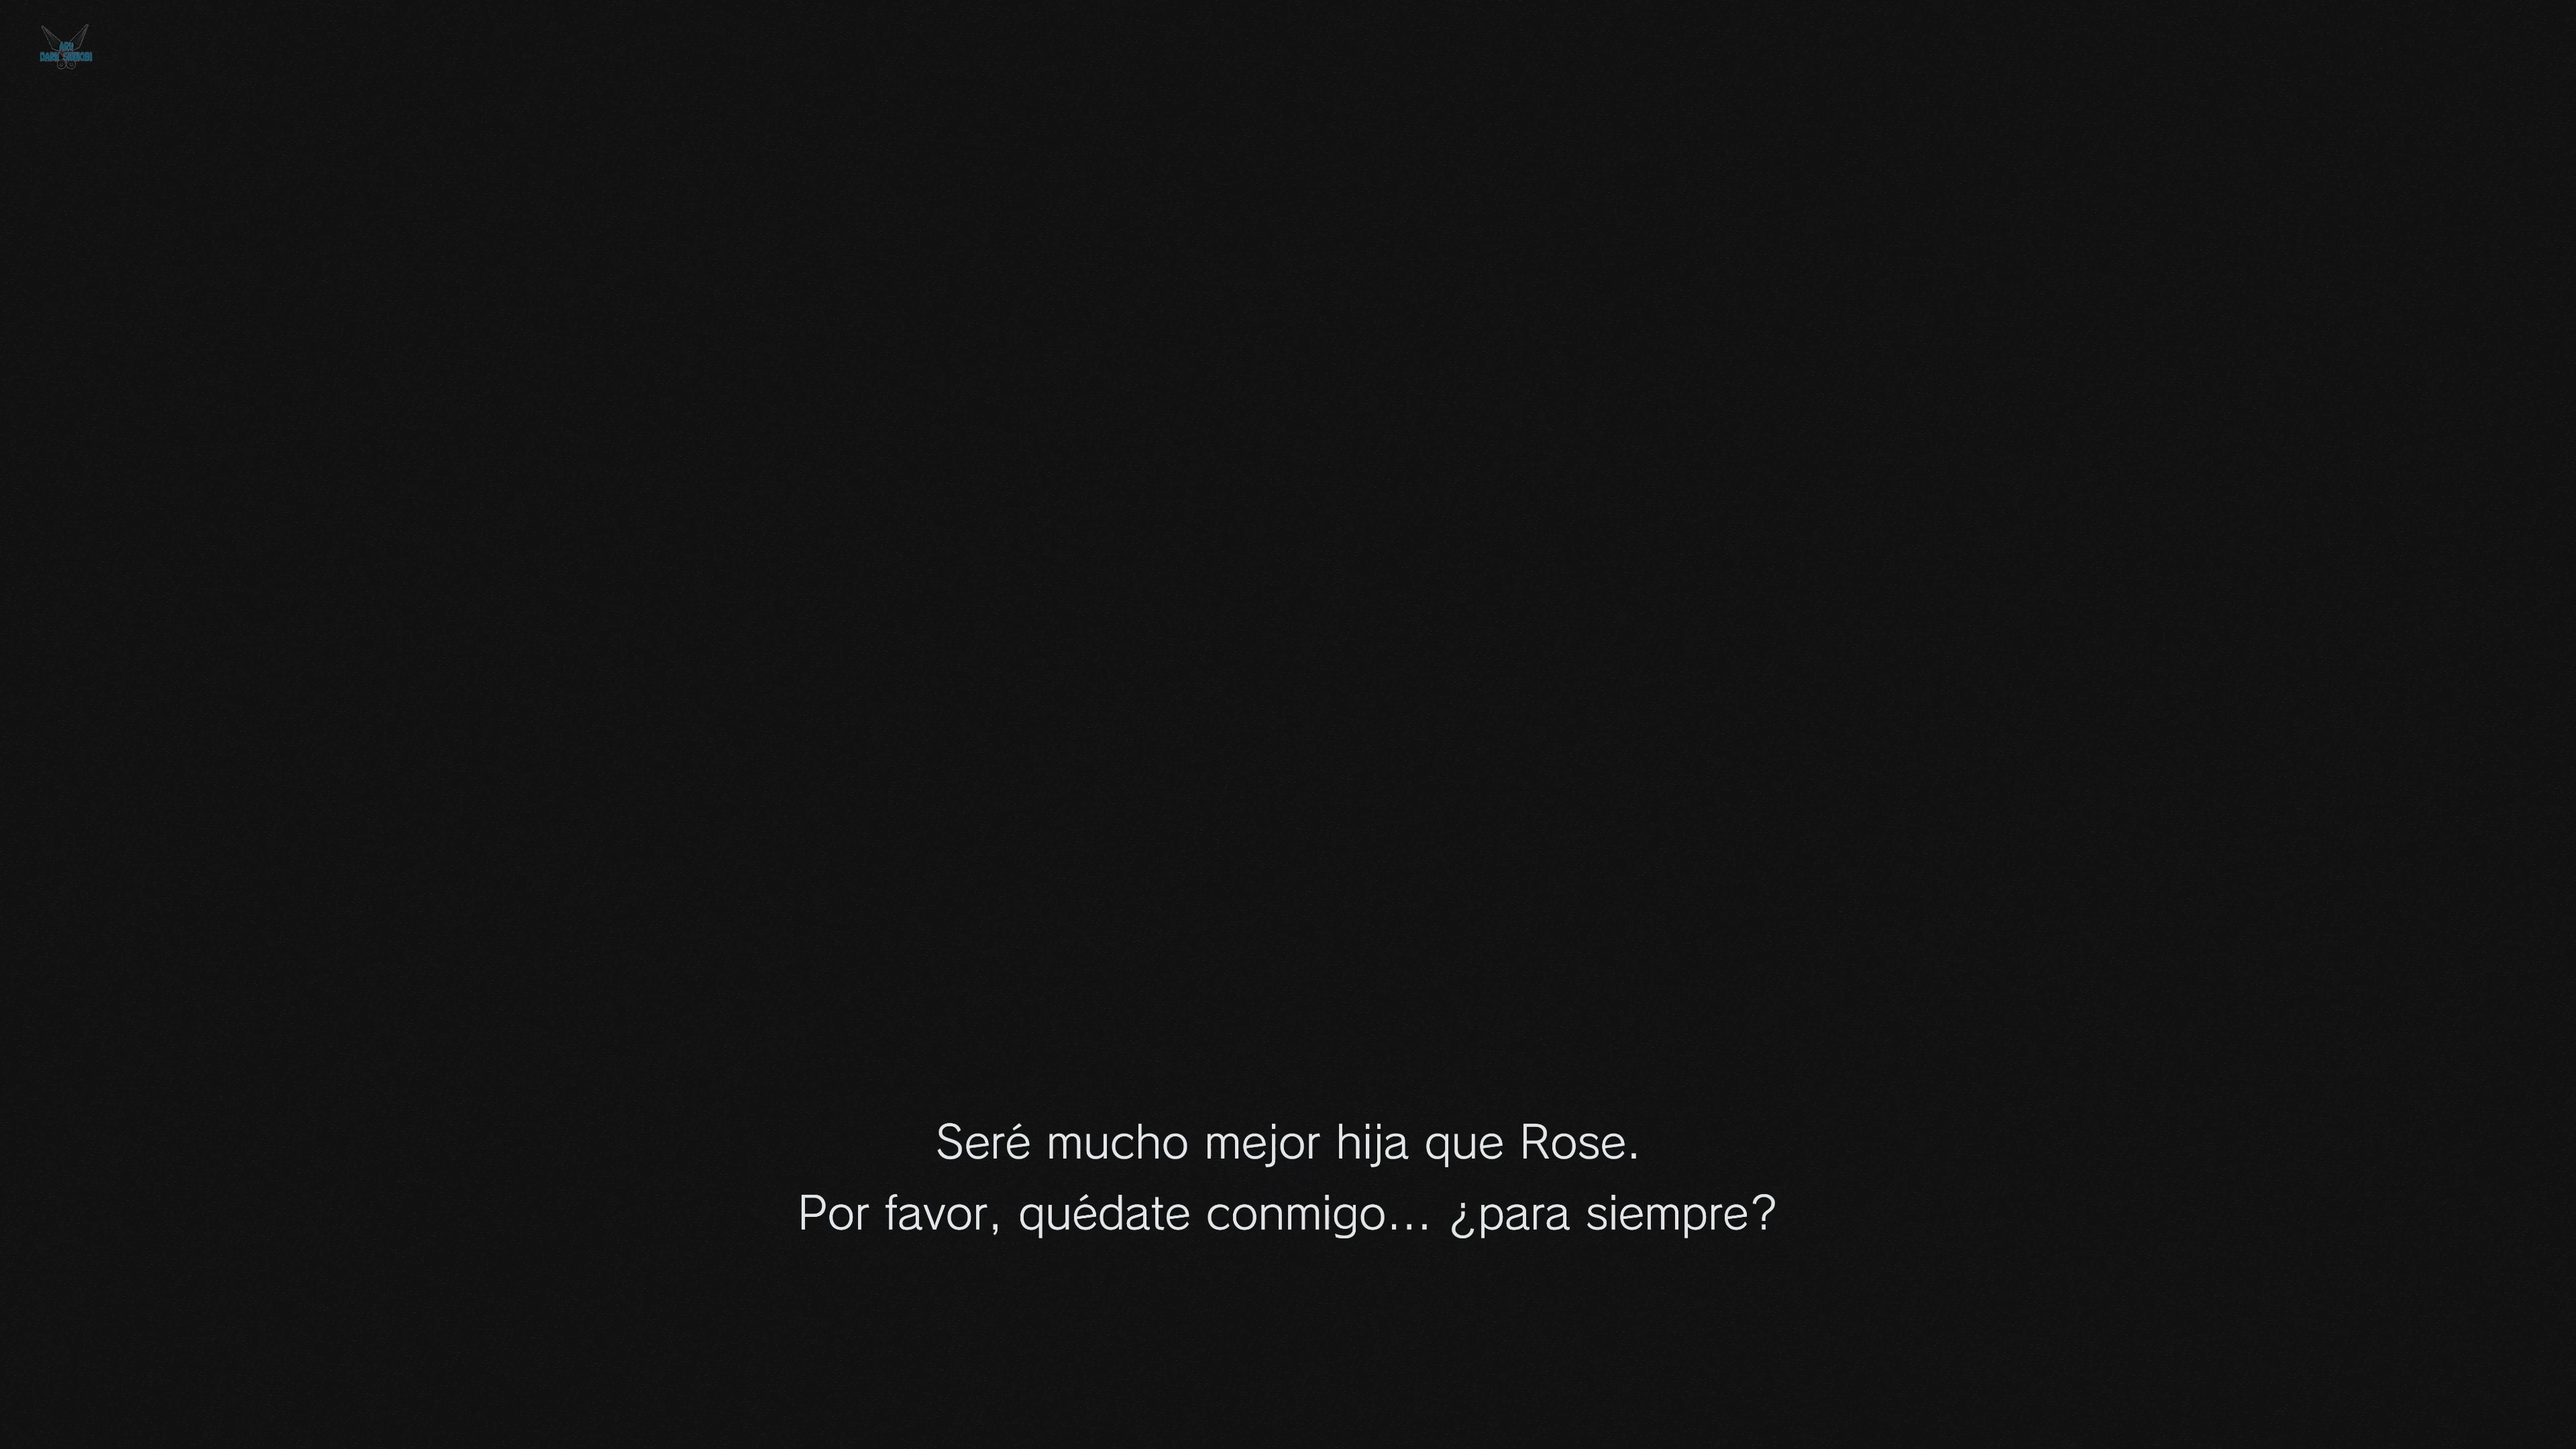 Seré mucho mejor hija que Rose.
Por favor, quédate conmigo... ¿para siempre?